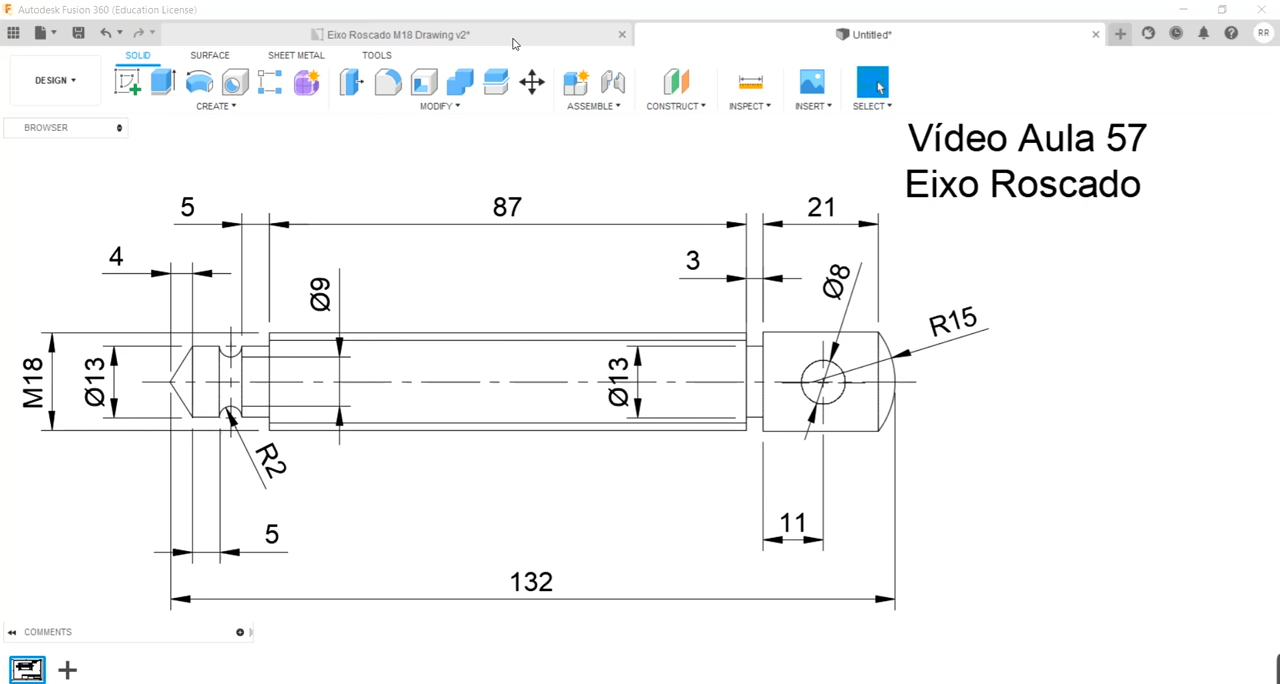 Autodesk Fusion 360 (Education License)
Eixo Roscado M18 Drawing v2*
Untitled*
RR
SOLID
SURFACE
SHEET METAL
TOOLS
DESIGN
CREATE
MODIFY
ASSEMBLE
CONSTRUCT
INSPECT
INSERT
SELECT
BROWSER
Vídeo Aula 57
Eixo Roscado
5
87
21
4
3
Ø9
Ø8
R15
M18
Ø13
Ø13
R2
5
11
132
COMMENTS